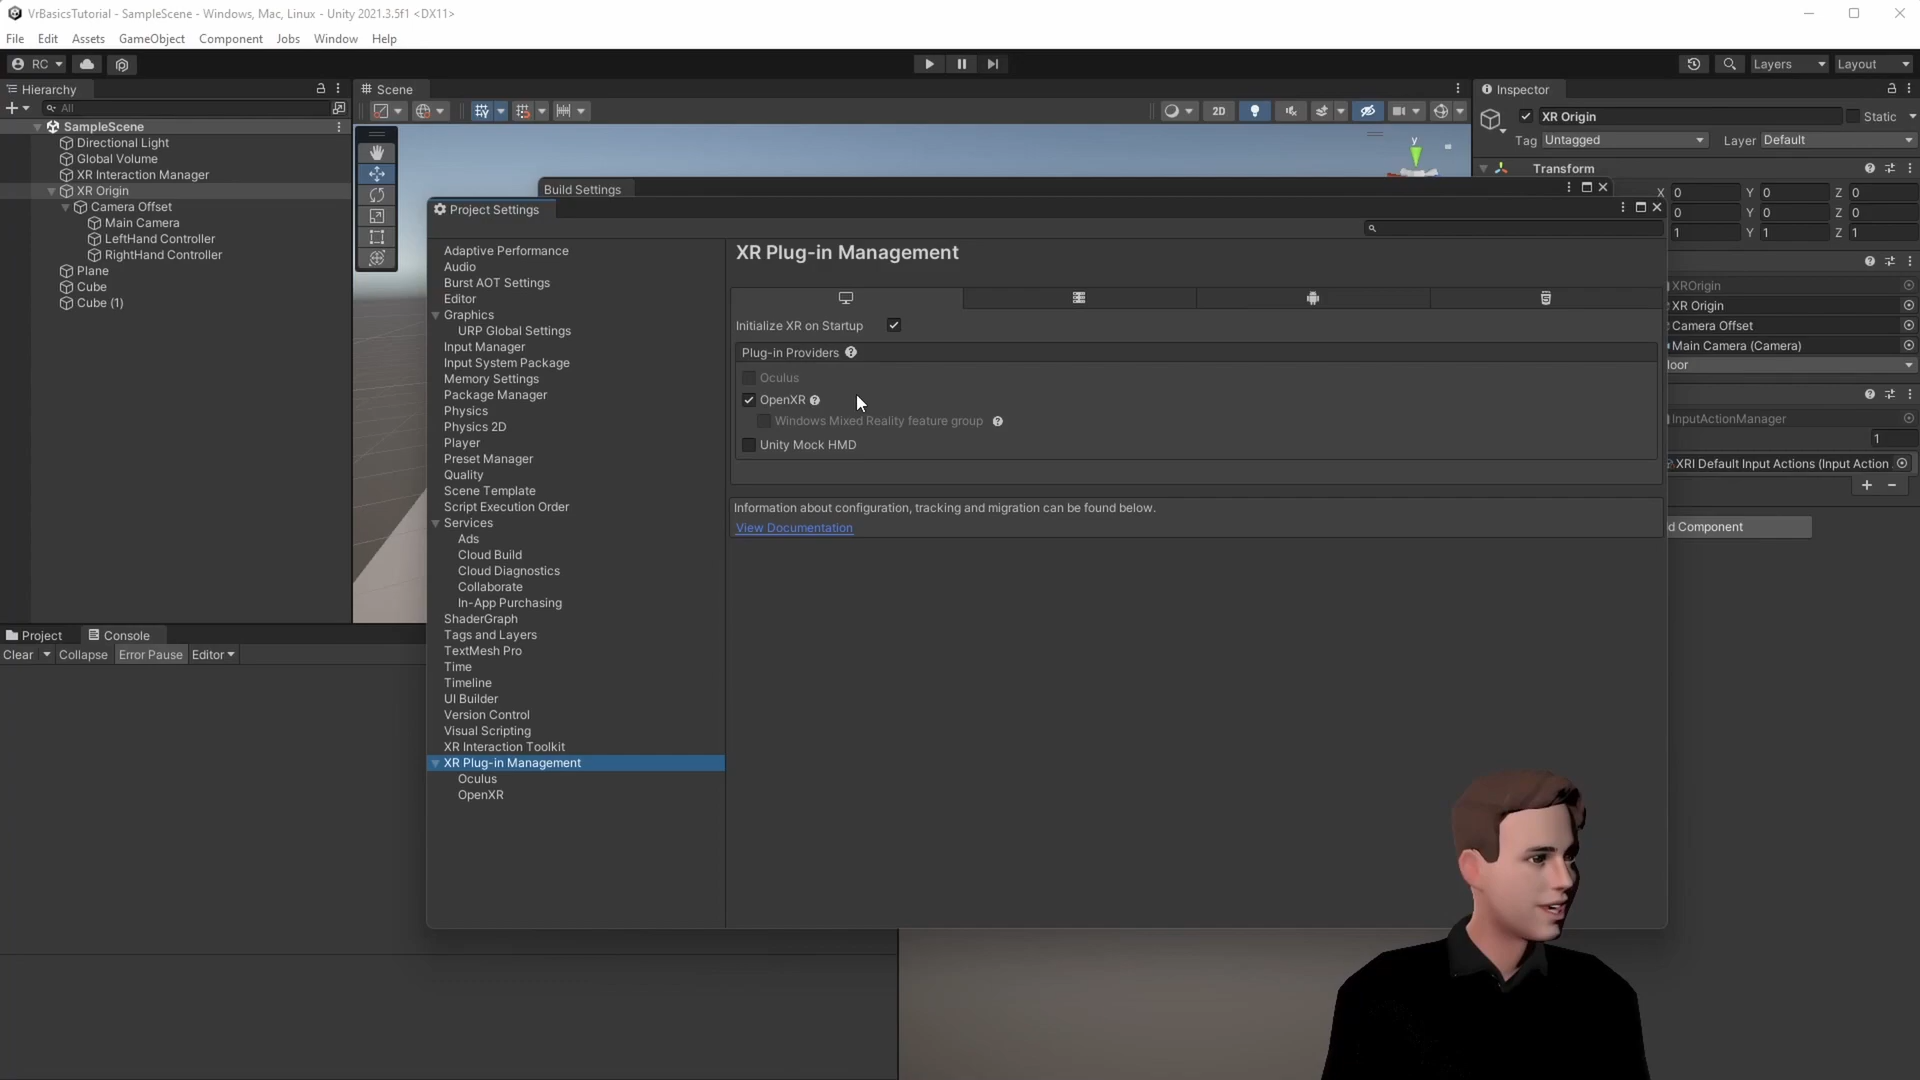 VrBasicsTutorial - SampleScene - Windows, Mac, Linux - Unity 2021.3.5f1 <DX11>
File Edit Assets GameObject Component Jobs Window Help
RC Layers Layout
Hierarchy
All
SampleScene
Directional Light
Global Volume
XR Interaction Manager
XR Origin
Camera Offset
Main Camera
LeftHand Controller
RightHand Controller
Plane
Cube
Cube (1)
Scene
2D
y
Inspector
XR Origin Static
Tag Untagged Layer Default
Transform
X 0 Y 0 Z 0
0 Y 0 Z 0
1 Y 1 Z 1
XROrigin
XR Origin
Camera Offset
Main Camera (Camera)
loor
InputActionManager
1
XRI Default Input Actions (Input Action
d Component
Build Settings
Project Settings
Adaptive Performance
Audio
Burst AOT Settings
Editor
Graphics
URP Global Settings
Input Manager
Input System Package
Memory Settings
Package Manager
Physics
Physics 2D
Player
Preset Manager
Quality
Scene Template
Script Execution Order
Services
Ads
Cloud Build
Cloud Diagnostics
Collaborate
In-App Purchasing
ShaderGraph
Tags and Layers
TextMesh Pro
Time
Timeline
UI Builder
Version Control
Visual Scripting
XR Interaction Toolkit
XR Plug-in Management
Oculus
OpenXR
XR Plug-in Management
Initialize XR on Startup
Plug-in Providers
Oculus
OpenXR
Windows Mixed Reality feature group
Unity Mock HMD
Information about configuration, tracking and migration can be found below.
View Documentation
Project Console
Clear Collapse Error Pause Editor